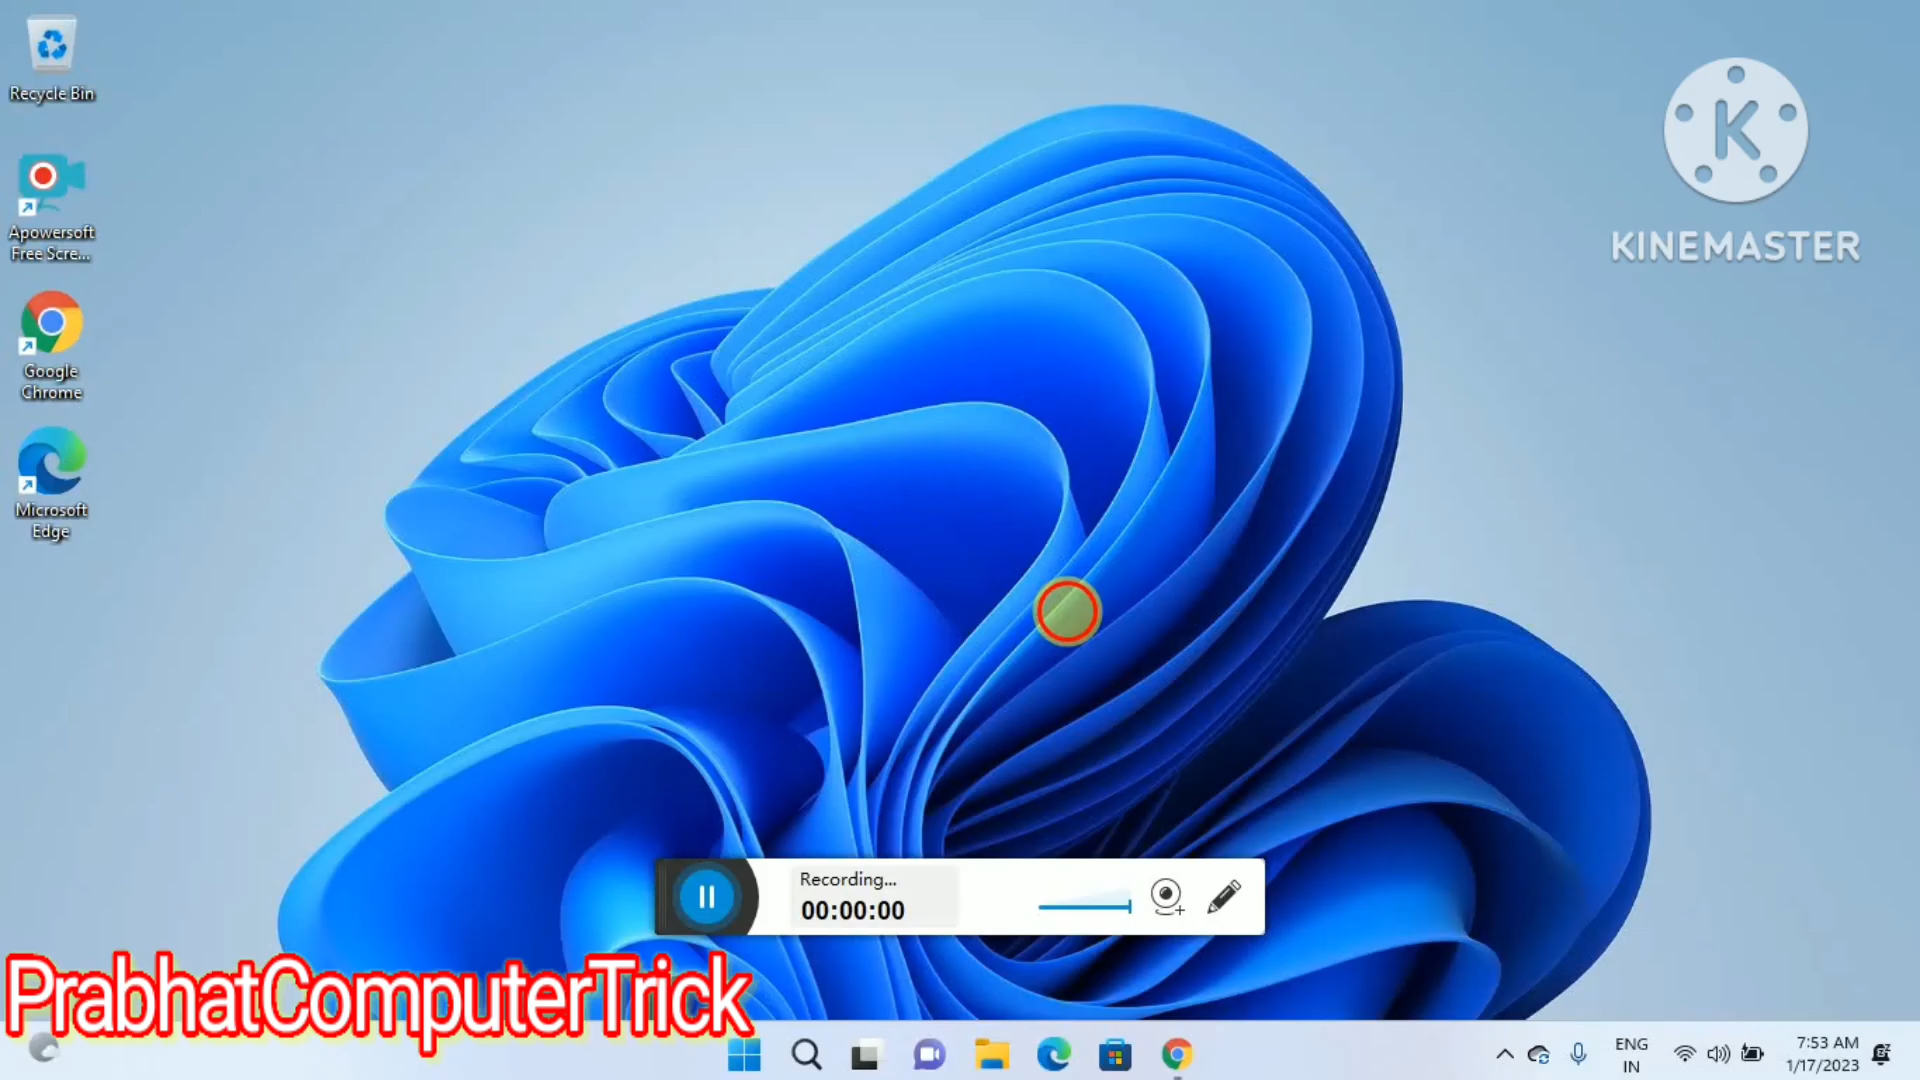 Recycle Bin
Apowersoft
Free Scre...
Google
Chrome
Microsoft
Edge
K
KINEMASTER
Recording...
00:00:00
PrabhatComputerTrick
ENG
IN
7:53 AM
1/17/2023